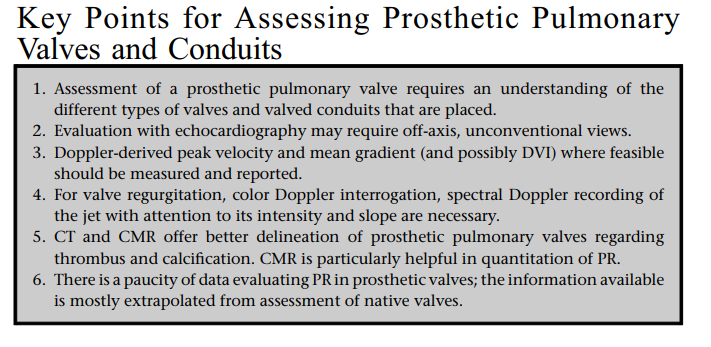 Key Points for Assessing Prosthetic Pulmonary
Valves and Conduits
1. Assessment of a prosthetic pulmonary valve requires an understanding of the
different types of valves and valved conduits that are placed.
2. Evaluation with echocardiography may require off-axis, unconventional views.
3. Doppler-derived peak velocity and mean gradient (and possibly DVI) where feasible
should be measured and reported.
4. For valve regurgitation, color Doppler interrogation, spectral Doppler recording of
the jet with attention to its intensity and slope are necessary.
5. CT and CMR offer better delineation of prosthetic pulmonary valves regarding
thrombus and calcification. CMR is particularly helpful in quantitation of PR.
6. There is a paucity of data evaluating PR in prosthetic valves; the information available
is mostly extrapolated from assessment of native valves.